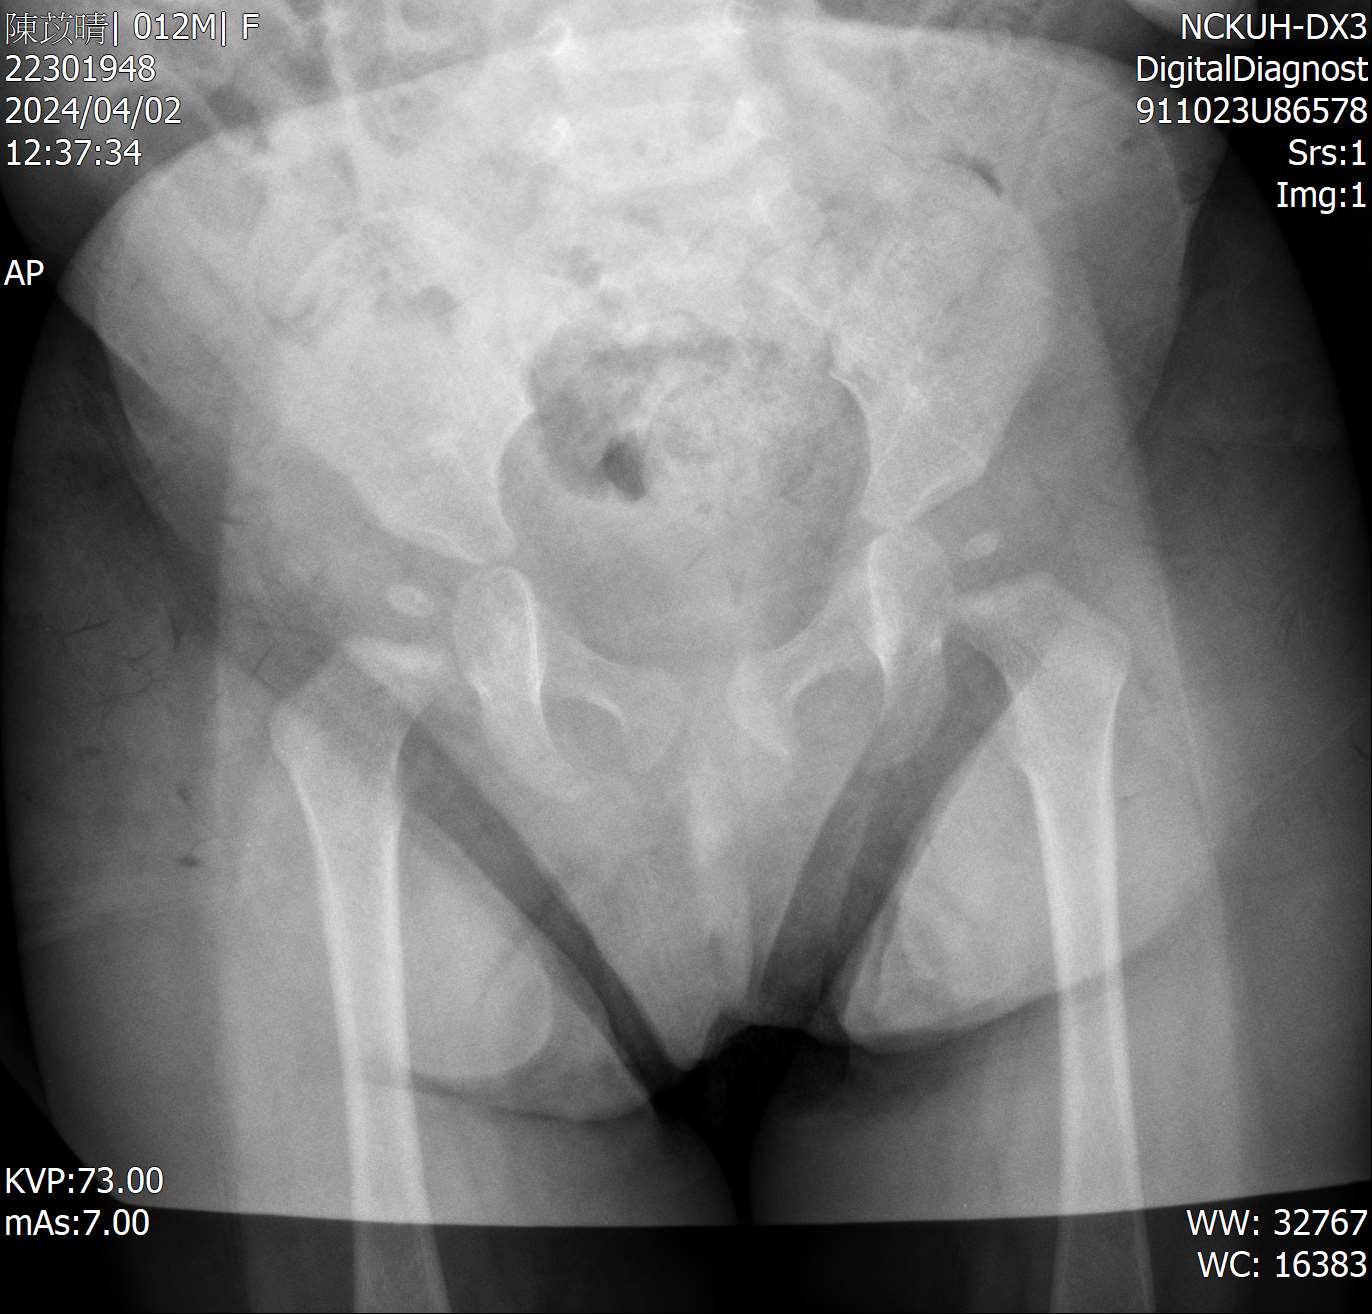 陳苡晴| 012M| F
22301948
2024/04/02
12:37:34
AP
NCKUH-DX3
DigitalDiagnost
911023U86578
Srs:1
Img:1
KVP:73.00
mAs:7.00
WW: 32767
WC: 16383